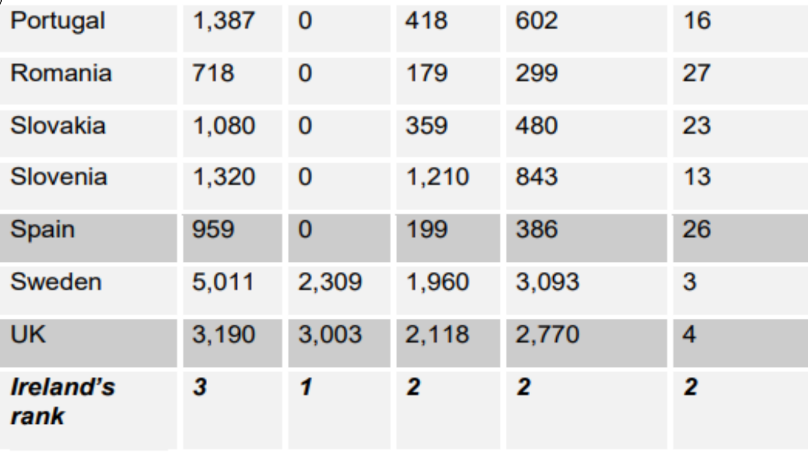 Portugal 1,387 0 418 602 16
Romania 718 0 179 299 27
Slovakia 1,080 0 359 480 23
Slovenia 1,320 0 1,210 843 13
Spain 959 0 199 386 26
Sweden 5,011 2,309 1,960 3,093 3
UK 3,190 3,003 2,118 2,770 4
Ireland's 3 1 2 2 2
rank